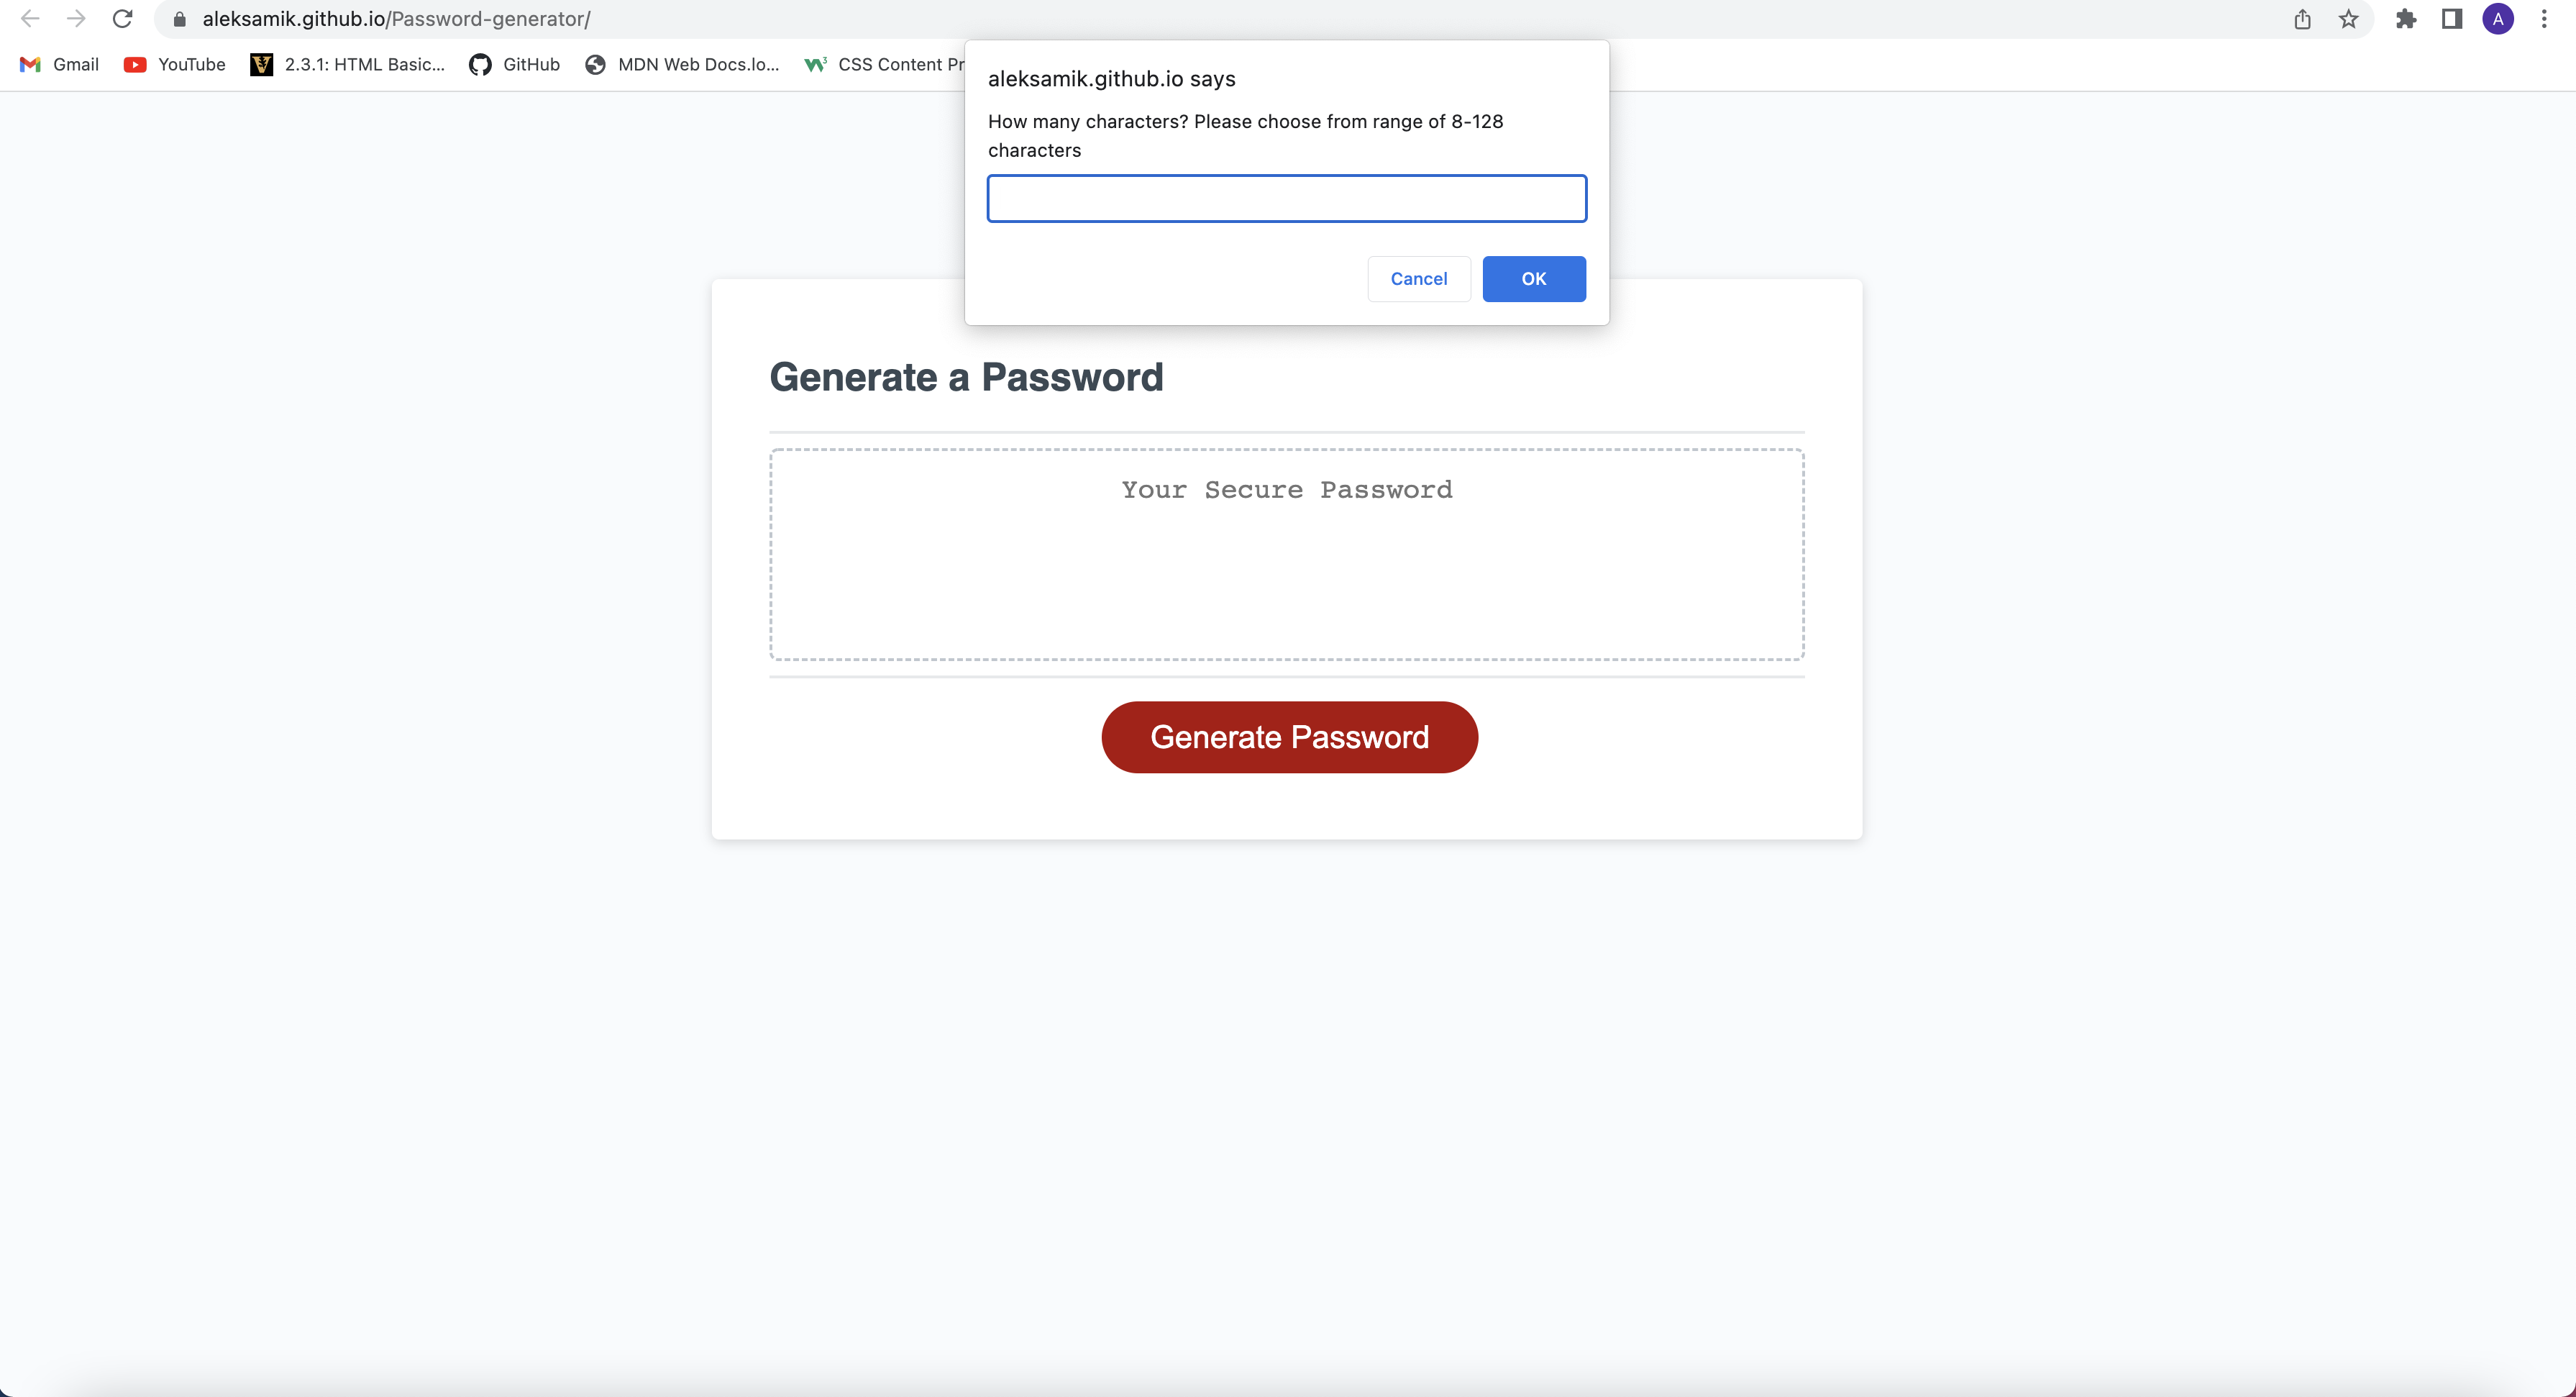 aleksamik.github.io/Password-generator/
A
Gmail YouTube 2.3.1: HTML Basic... GitHub MDN Web Docs.lo... CSS Content Pr
aleksamik.github.io says
How many characters? Please choose from range of 8-128
characters
Cancel OK
Generate a Password
Your Secure Password
Generate Password